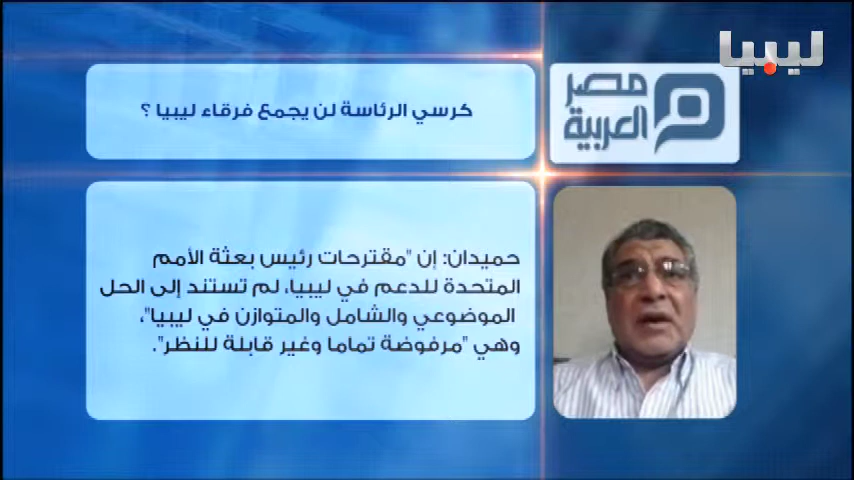 ليبيا
مصر
العربية
كرسي الرئاسة لن يجمع فرقاء ليبيا ؟
حميدان: إن "مقترحات رئيس بعثة الأمم
المتحدة للدعم في ليبيا، لم تستند إلى الحل
الموضوعي والشامل والمتوازن في ليبيا"،
وهي "مرفوضة تماما وغير قابلة للنظر".